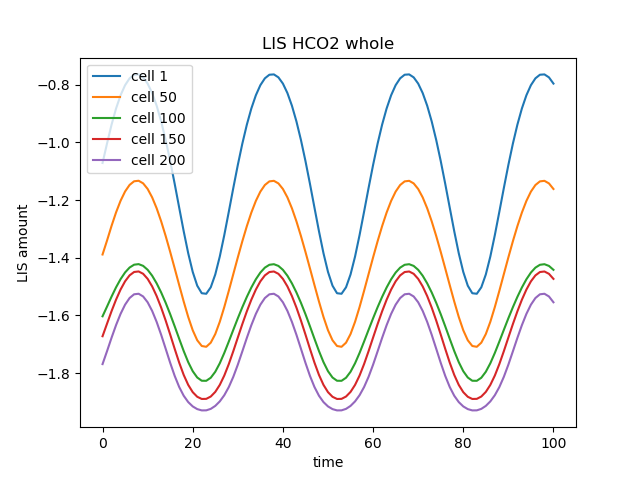 LIS HCO2 whole
cell 1
cell 50
cell 100
cell 150
cell 200
LIS amount
−0.8
−1.0
−1.2
−1.4
−1.6
−1.8
0 20 40 60 80 100
time